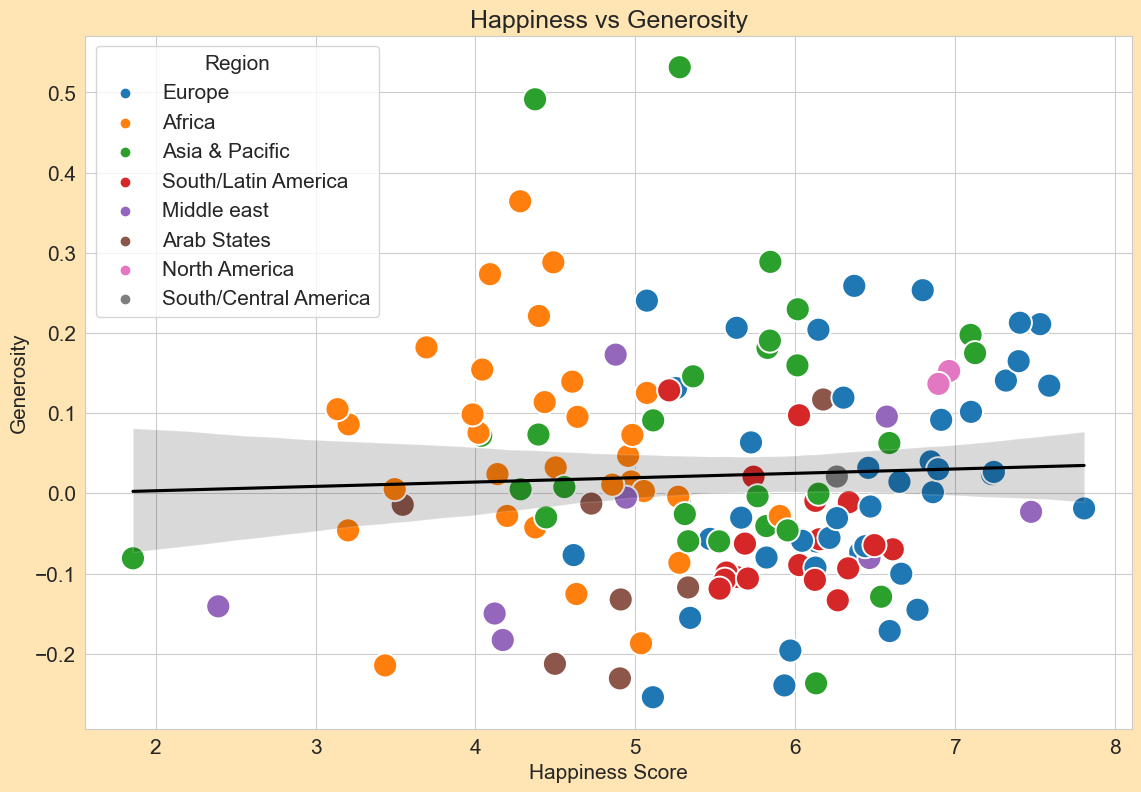 Happiness vs Generosity
Region
Europe
Africa
Asia & Pacific
South/Latin America
Middle east
Arab States
North America
South/Central America
Generosity
0.5
0.4
0.3
0.2
0.1
0.0
−0.1
−0.2
2 3 4 5 6 7 8
Happiness Score